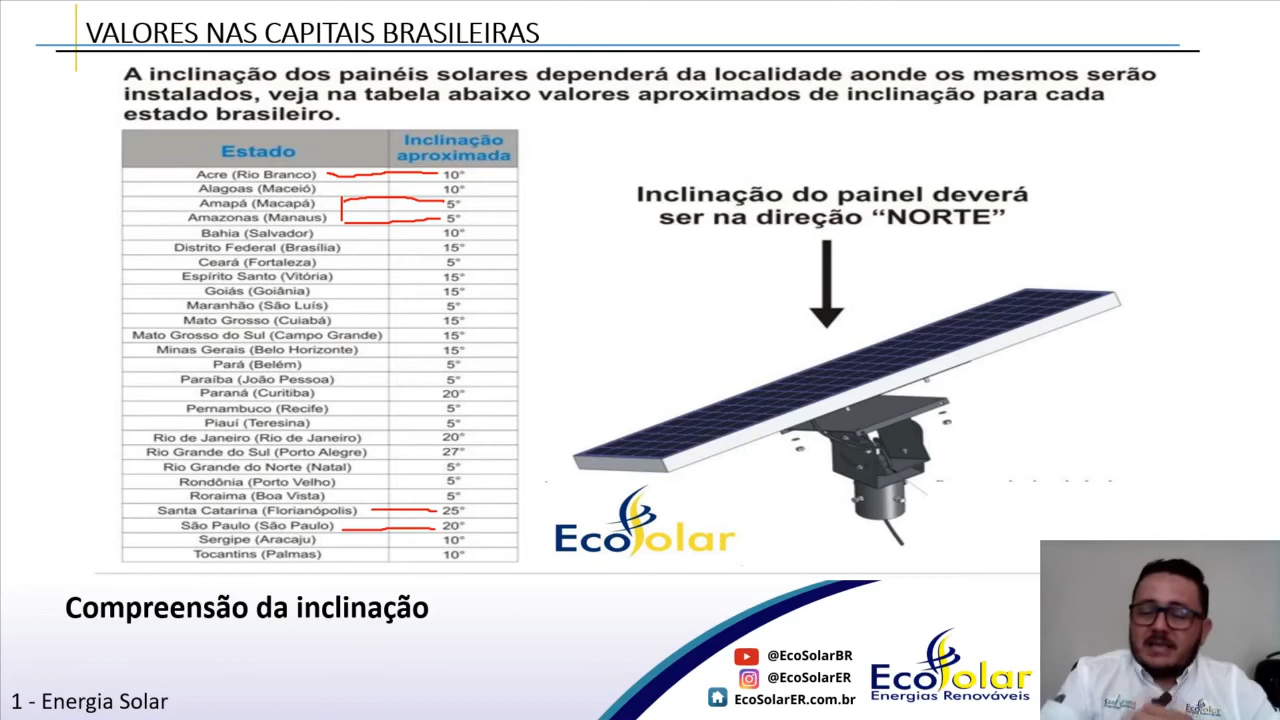 VALORES NAS CAPITAIS BRASILEIRAS
A inclinação dos painéis solares dependerá da localidade aonde os mesmos serão
instalados, veja na tabela abaixo valores aproximados de inclinação para cada
estado brasileiro.
Estado Inclinação aproximada
Acre (Rio Branco) 10°
Alagoas (Maceió) 10°
Amapá (Macapá) 5°
Amazonas (Manaus) 5°
Bahia (Salvador) 10°
Distrito Federal (Brasília) 15°
Ceará (Fortaleza) 5°
Espírito Santo (Vitória) 15°
Goiás (Goiânia) 15°
Maranhão (São Luís) 5°
Mato Grosso (Cuiabá) 15°
Mato Grosso do Sul (Campo Grande) 15°
Minas Gerais (Belo Horizonte) 15°
Pará (Belém) 5°
Paraíba (João Pessoa) 5°
Paraná (Curitiba) 20°
Pernambuco (Recife) 5°
Piauí (Teresina) 5°
Rio de Janeiro (Rio de Janeiro) 20°
Rio Grande do Sul (Porto Alegre) 27°
Rio Grande do Norte (Natal) 5°
Rondônia (Porto Velho) 5°
Roraima (Boa Vista) 5°
Santa Catarina (Florianópolis) 25°
São Paulo (São Paulo) 20°
Sergipe (Aracaju) 10°
Tocantins (Palmas) 10°
Inclinação do painel deverá
ser na direção “NORTE”
EcoSolar
Compreensão da inclinação
@EcoSolarBR
@EcoSolarER
EcoSolarER.com.br
EcoSolar
Energias Renováveis
1 - Energia Solar